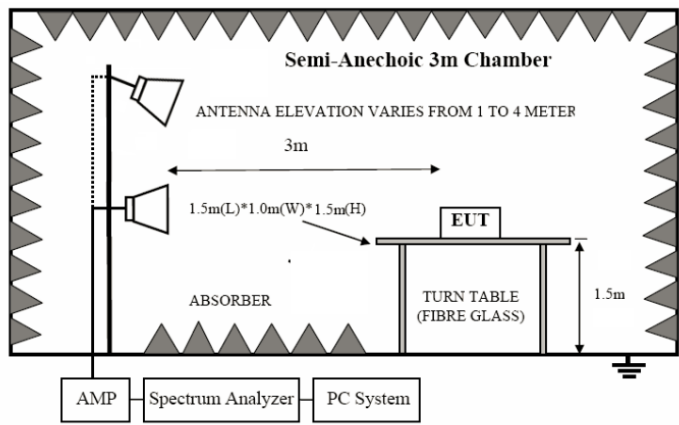 Semi-Anechoic 3m Chamber
ANTENNA ELEVATION VARIES FROM 1 TO 4 METER
3m
1.5m(L)*1.0m(W)*1.5m(H)
EUT
ABSORBER
TURN TABLE
(FIBRE GLASS)
1.5m
AMP
Spectrum Analyzer
PC System